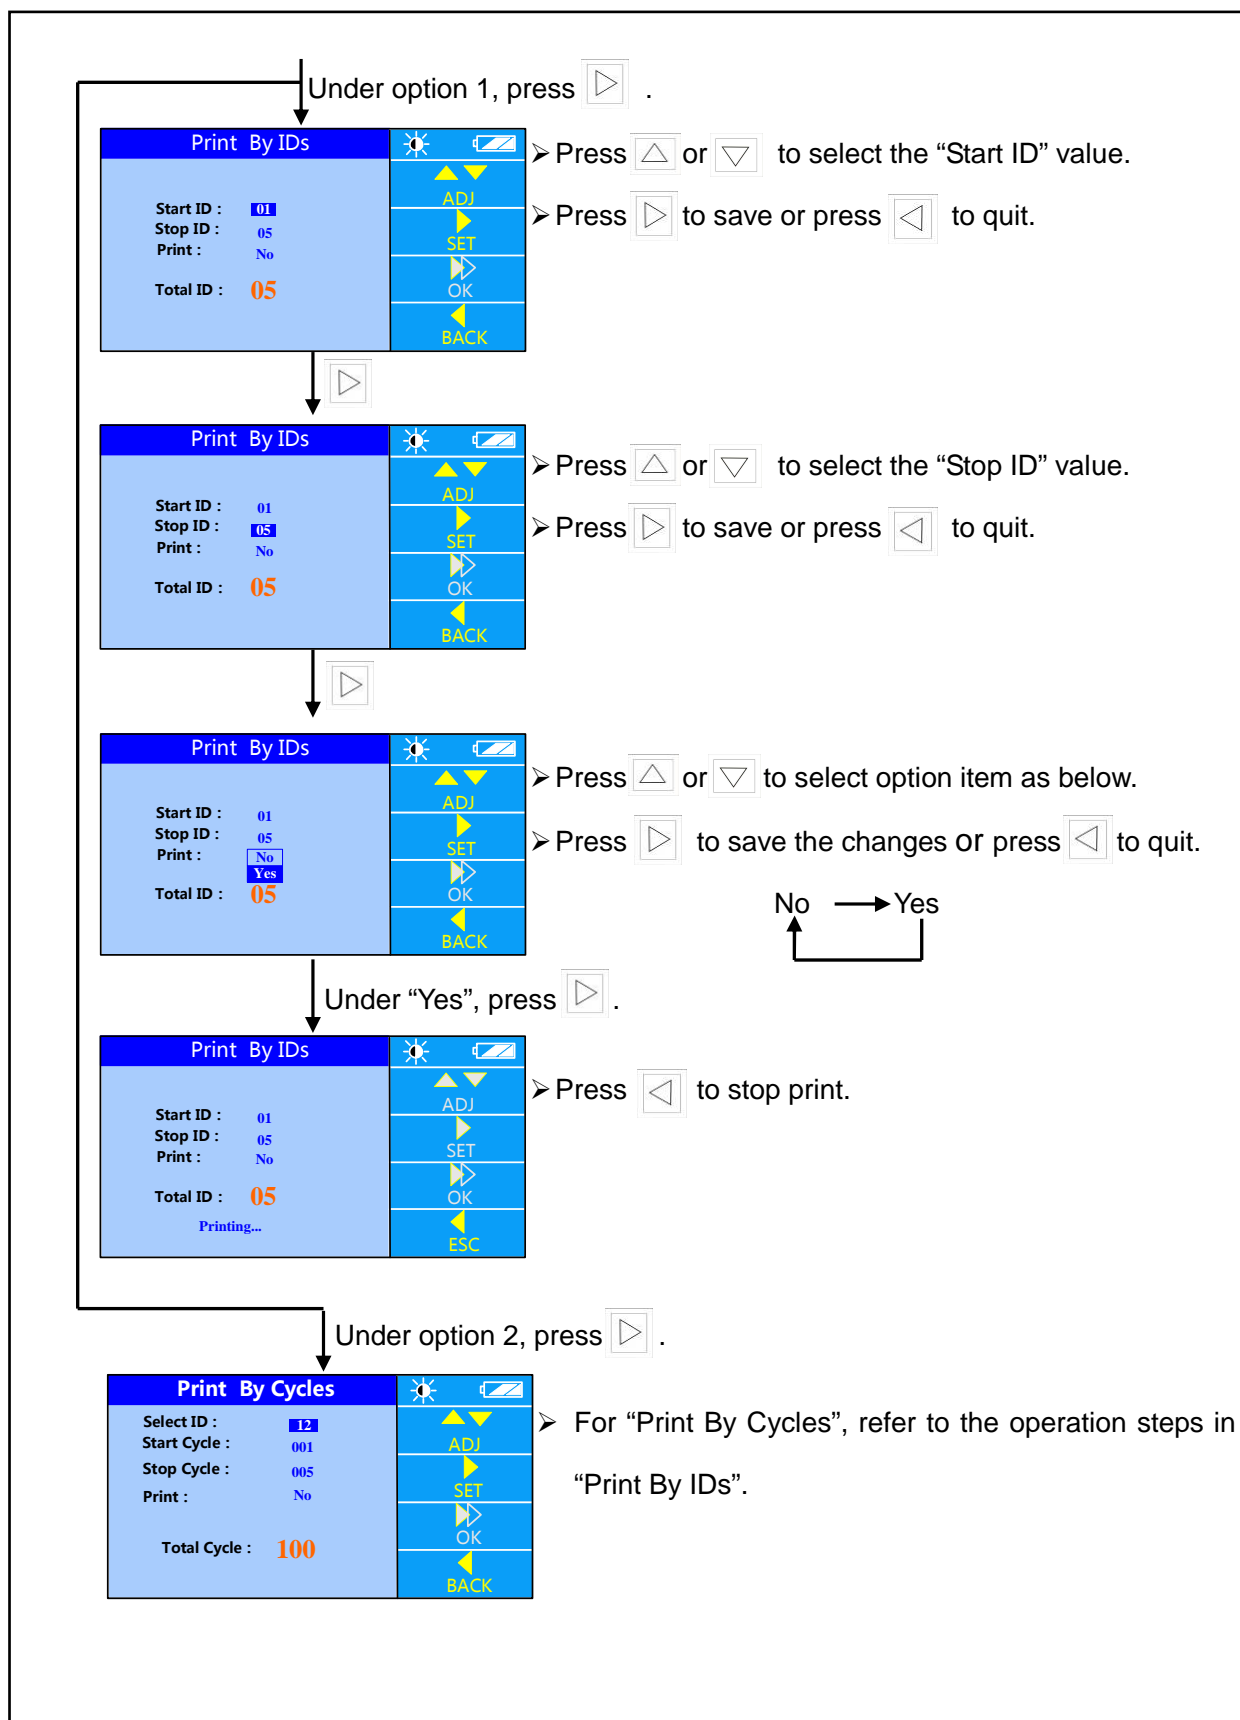 Under option 1, press .
Print By IDs
Start ID : 01
Stop ID : 05
Print : No
Total ID : 05
ADJ
SET
OK
BACK
Press or to select the “Start ID” value.
Press to save or press to quit.
Print By IDs
Start ID : 01
Stop ID : 05
Print : No
Total ID : 05
ADJ
SET
OK
BACK
Press or to select the “Stop ID” value.
Press to save or press to quit.
Print By IDs
Start ID : 01
Stop ID : 05
Print : No
Yes
Total ID : 05
ADJ
SET
OK
BACK
Press or to select option item as below.
Press to save the changes or press to quit.
No Yes
Under “Yes”, press .
Print By IDs
Start ID : 01
Stop ID : 05
Print : No
Total ID : 05
Printing...
ADJ
SET
OK
ESC
Press to stop print.
Under option 2, press .
Print By Cycles
Select ID : 12
Start Cycle : 001
Stop Cycle : 005
Print : No
Total Cycle : 100
ADJ
SET
OK
BACK
For “Print By Cycles”, refer to the operation steps in
“Print By IDs”.